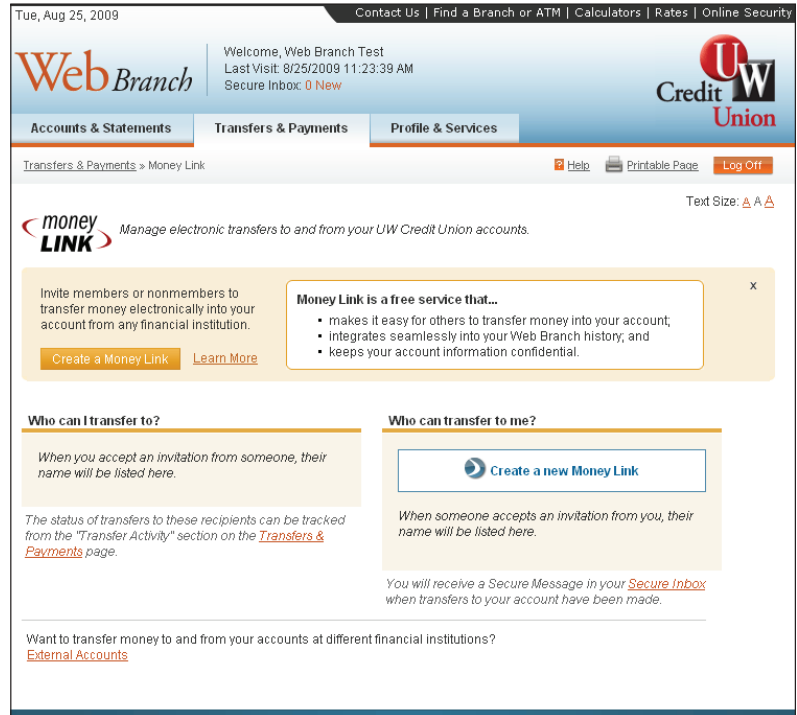 Tue, Aug 25, 2009
Contact Us | Find a Branch or ATM | Calculators | Rates | Online Security
Web Branch
Welcome, Web Branch Test
Last Visit: 8/25/2009 11:23:39 AM
Secure Inbox: 0 New
UW
Credit
Union
Accounts & Statements
Transfers & Payments
Profile & Services
Transfers & Payments » Money Link
? Help
Printable Page
Log Off
Text Size: A A A
money
LINK
Manage electronic transfers to and from your UW Credit Union accounts.
x
Invite members or nonmembers to
transfer money electronically into your
account from any financial institution.
Create a Money Link
Learn More
Money Link is a free service that...
▪ makes it easy for others to transfer money into your account;
▪ integrates seamlessly into your Web Branch history; and
▪ keeps your account information confidential.
Who can I transfer to?
When you accept an invitation from someone, their
name will be listed here.
The status of transfers to these recipients can be tracked
from the "Transfer Activity" section on the Transfers &
Payments page.
Who can transfer to me?
Create a new Money Link
When someone accepts an invitation from you, their
name will be listed here.
You will receive a Secure Message in your Secure Inbox
when transfers to your account have been made.
Want to transfer money to and from your accounts at different financial institutions?
External Accounts